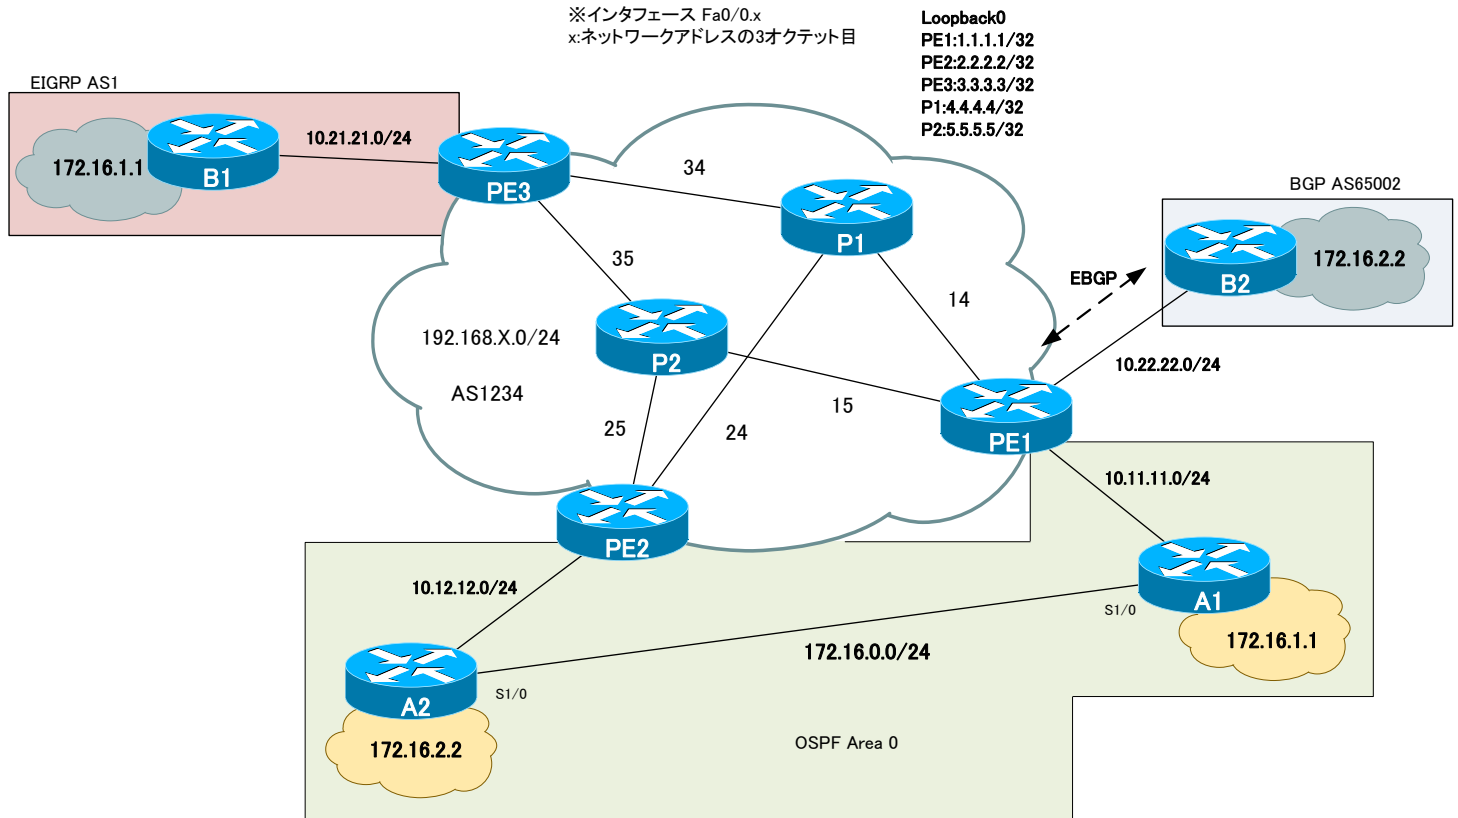 ※インタフェース Fa0/0.x
x:ネットワークアドレスの3オクテット目
Loopback0
PE1:1.1.1.1/32
PE2:2.2.2.2/32
PE3:3.3.3.3/32
P1:4.4.4.4/32
P2:5.5.5.5/32
EIGRP AS1
172.16.1.1
B1
10.21.21.0/24
PE3
34
P1
BGP AS65002
B2
172.16.2.2
EBGP
35
14
192.168.X.0/24
P2
10.22.22.0/24
AS1234
15
25
24
PE1
10.11.11.0/24
PE2
10.12.12.0/24
A1
S1/0
172.16.1.1
172.16.0.0/24
S1/0
A2
172.16.2.2
OSPF Area 0